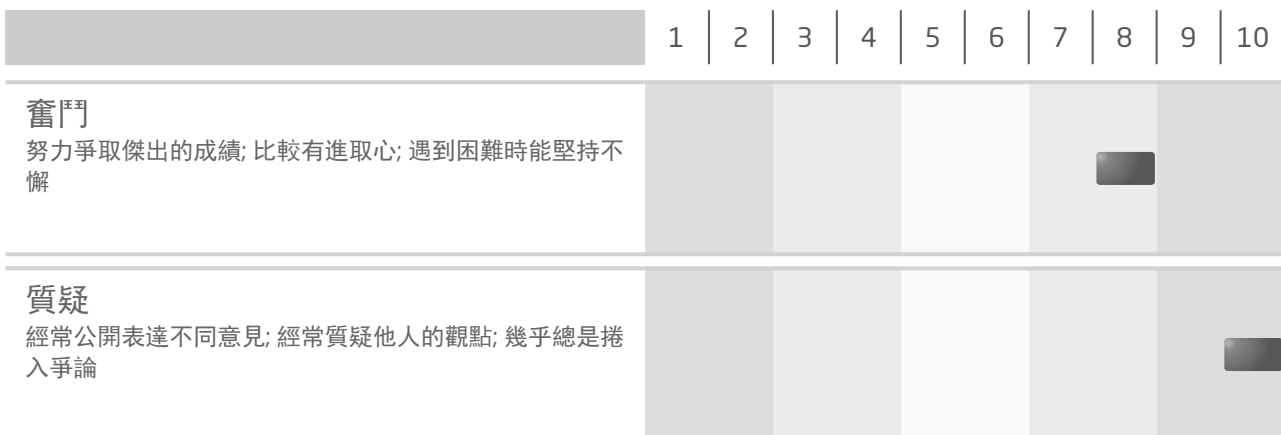 1 2 3 4 5 6 7 8 9 10
奮鬥
努力爭取傑出的成績; 比較有進取心; 遇到困難時能堅持不
懈
質疑
經常公開表達不同意見; 經常質疑他人的觀點; 幾乎總是捲
入爭論